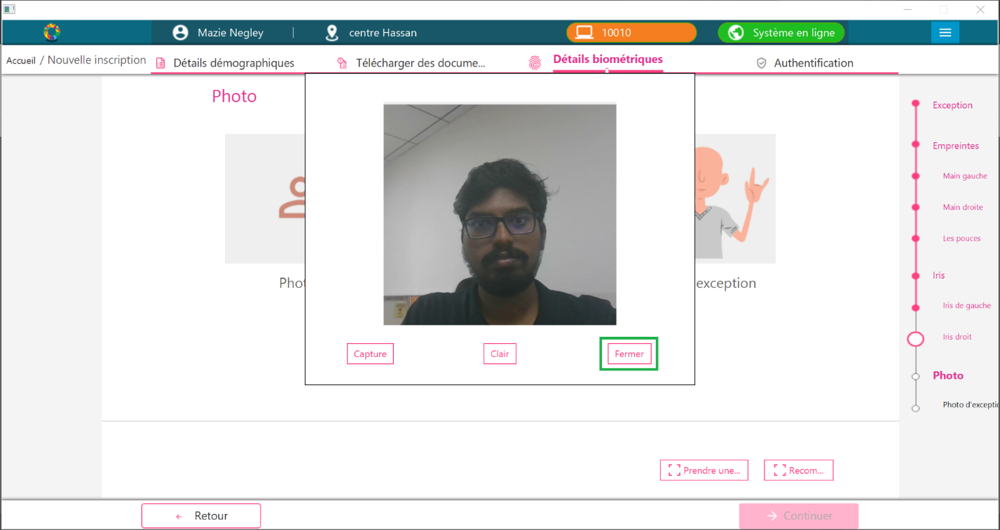 Mazie Negley | centre Hassan 10010 Système en ligne
Accueil / Nouvelle inscription Détails démographiques Télécharger des docume... Détails biométriques Authentification
Photo
Phot
exception
Capture Clair Fermer
Exception
Empreintes
Main gauche
Main droite
Les pouces
Iris
Iris de gauche
Iris droit
Photo
Photo d'exceptic
Prendre une... Recom...
Retour Continuer